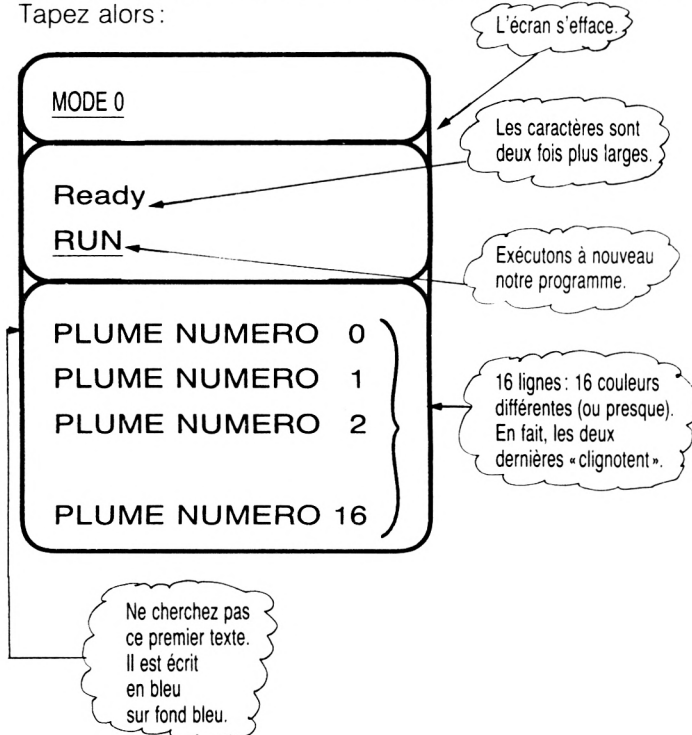 Tapez alors :
L'écran s'efface.
MODE 0
Les caractères sont
deux fois plus larges.
Ready
RUN
Exécutons à nouveau
notre programme.
PLUME NUMERO 0
PLUME NUMERO 1
PLUME NUMERO 2
PLUME NUMERO 16
16 lignes : 16 couleurs
différentes (ou presque).
En fait, les deux
dernières « clignotent ».
Ne cherchez pas
ce premier texte.
Il est écrit
en bleu
sur fond bleu.